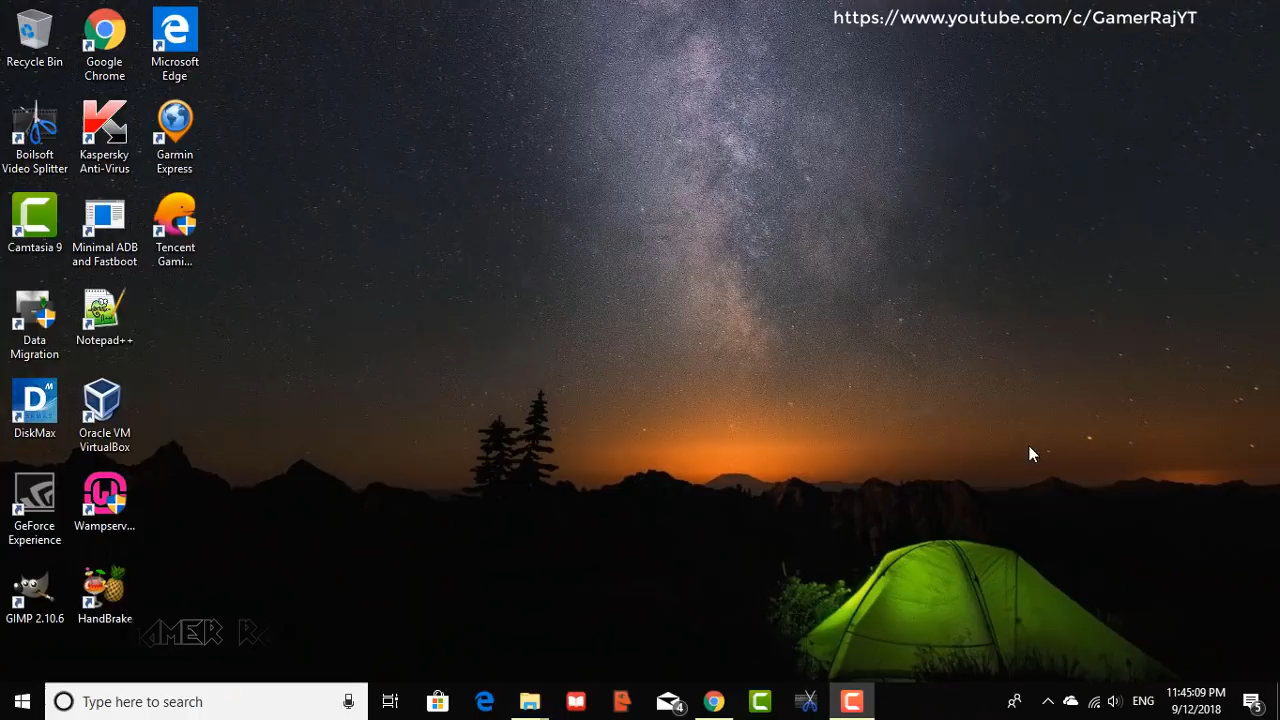 https://www.youtube.com/c/GamerRajYT
Recycle Bin
Google
Chrome
Microsoft
Edge
Boilsoft
Video Splitter
Kaspersky
Anti-Virus
Garmin
Express
Camtasia 9
Minimal ADB
and Fastboot
Tencent
Gami...
Data
Migration
Notepad++
DiskMax
Oracle VM
VirtualBox
GeForce
Experience
Wampserv...
GIMP 2.10.6
HandBrake
Type here to search
4
ENG
11:45:09 PM
9/12/2018
5